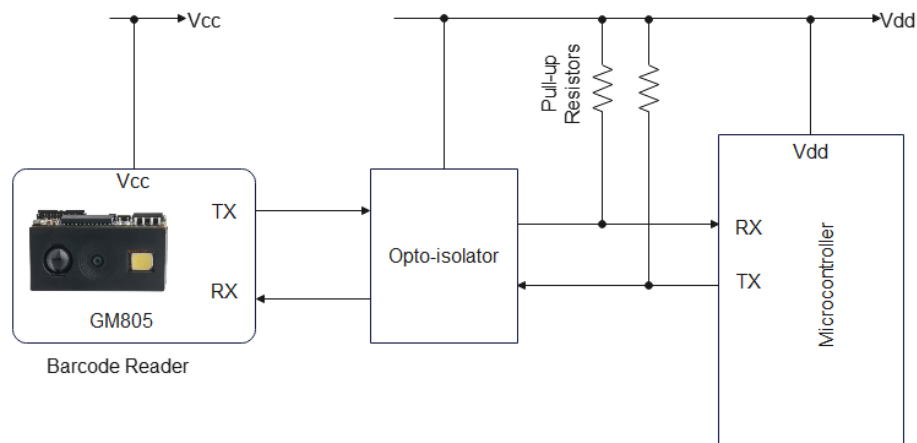 Vcc
Vdd
Pull-up
Resistors
Vcc
TX
RX
GM805
Barcode Reader
Opto-isolator
Vdd
RX
TX
Microcontroller